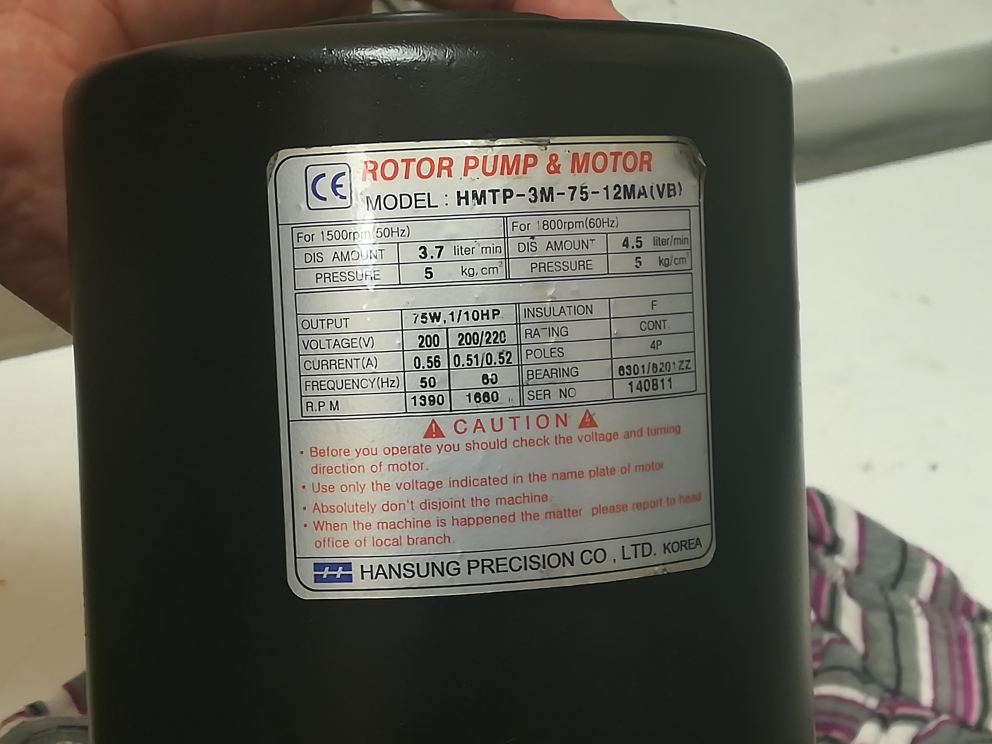 CE ROTOR PUMP & MOTOR
MODEL : HMTP-3M-75-12MA(VB)
For 1500rpm(50Hz) For 1800rpm(60Hz)
DIS AMOUNT 3.7 liter/min DIS AMOUNT 4.5 liter/min
PRESSURE 5 kg/cm² PRESSURE 5 kg/cm²
OUTPUT 75W,1/10HP INSULATION F
VOLTAGE(V) 200 200/220 RATING CONT.
CURRENT(A) 0.56 0.51/0.52 POLES 4P
FREQUENCY(Hz) 50 60 BEARING 6301/6201ZZ
R.P.M 1390 1660 SER NO 140811
CAUTION
• Before you operate you should check the voltage and turning
direction of motor.
• Use only the voltage indicated in the name plate of motor
• Absolutely don't disjoint the machine.
• When the machine is happened the matter please report to head
office of local branch.
HANSUNG PRECISION CO., LTD. KOREA